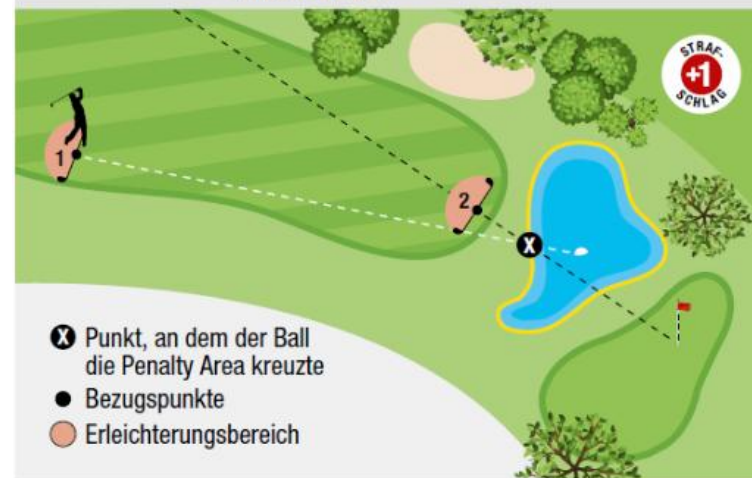 STRAF-
+1
SCHLAG
1
2
X
X Punkt, an dem der Ball
die Penalty Area kreuzte
Bezugspunkte
Erleichterungsbereich